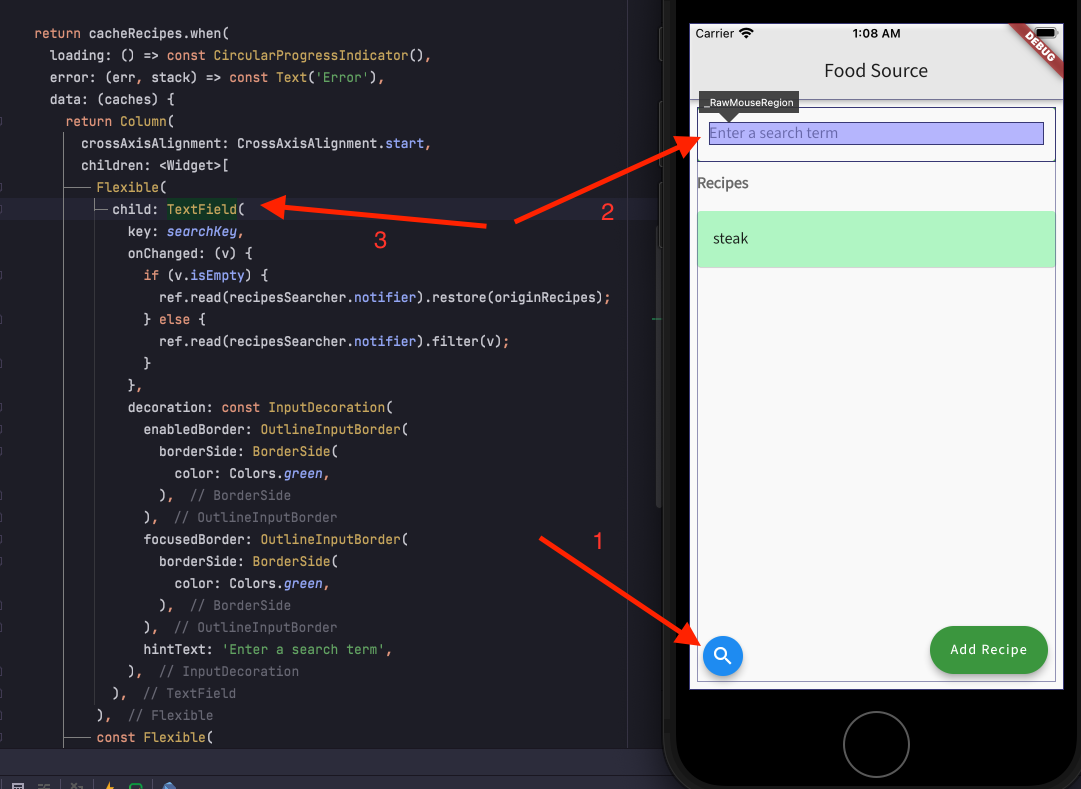 return cacheRecipes.when(
loading: () => const CircularProgressIndicator(),
error: (err, stack) => const Text('Error'),
data: (caches) {
return Column(
crossAxisAlignment: CrossAxisAlignment.start,
children: <Widget>[
Flexible(
child: TextField(
key: searchKey,
onChanged: (v) {
if (v.isEmpty) {
ref.read(recipesSearcher.notifier).restore(originRecipes);
} else {
ref.read(recipesSearcher.notifier).filter(v);
}
},
decoration: const InputDecoration(
enabledBorder: OutlineInputBorder(
borderSide: BorderSide(
color: Colors.green,
), // BorderSide
), // OutlineInputBorder
focusedBorder: OutlineInputBorder(
borderSide: BorderSide(
color: Colors.green,
), // BorderSide
), // OutlineInputBorder
hintText: 'Enter a search term',
), // InputDecoration
), // TextField
), // Flexible
const Flexible(
3
2
1
Carrier 1:08 AM
DEBUG
Food Source
_RawMouseRegion
Enter a search term
Recipes
steak
Add Recipe